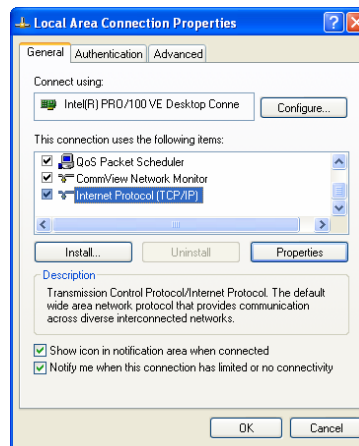 Local Area Connection Properties
General Authentication Advanced
Connect using:
Intel(R) PRO/100 VE Desktop Conne
Configure...
This connection uses the following items:
QoS Packet Scheduler
CommView Network Monitor
Internet Protocol (TCP/IP)
Install... Uninstall Properties
Description
Transmission Control Protocol/Internet Protocol. The default
wide area network protocol that provides communication
across diverse interconnected networks.
Show icon in notification area when connected
Notify me when this connection has limited or no connectivity
OK Cancel